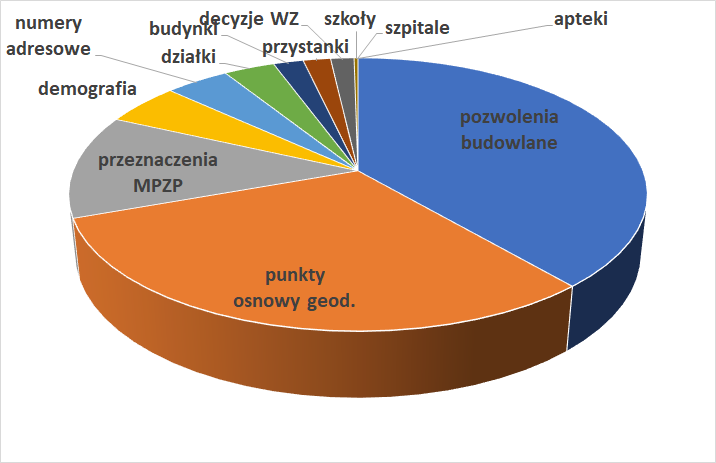 numery
adresowe
budynki
decyzje WZ
szkoły
szpitale
apteki
działki
przystanki
demografia
pozwolenia
budowlane
przeznaczenia
MPZP
punkty
osnowy geod.